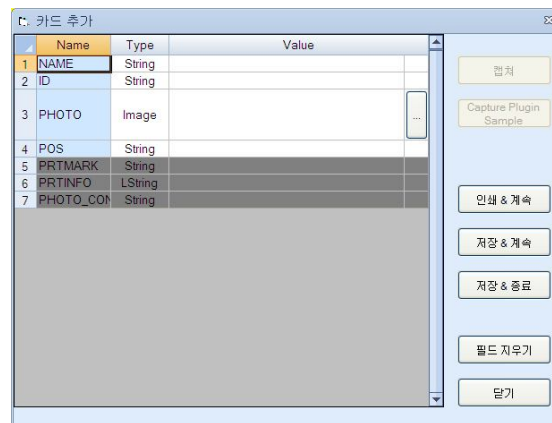 카드 추가
Name Type Value
1 NAME String
2 ID String
3 PHOTO Image ...
4 POS String
5 PRTMARK String
6 PRTINFO LString
7 PHOTO_CON String
캡처
Capture Plugin
Sample
인쇄 & 계속
저장 & 계속
저장 & 종료
필드 지우기
닫기